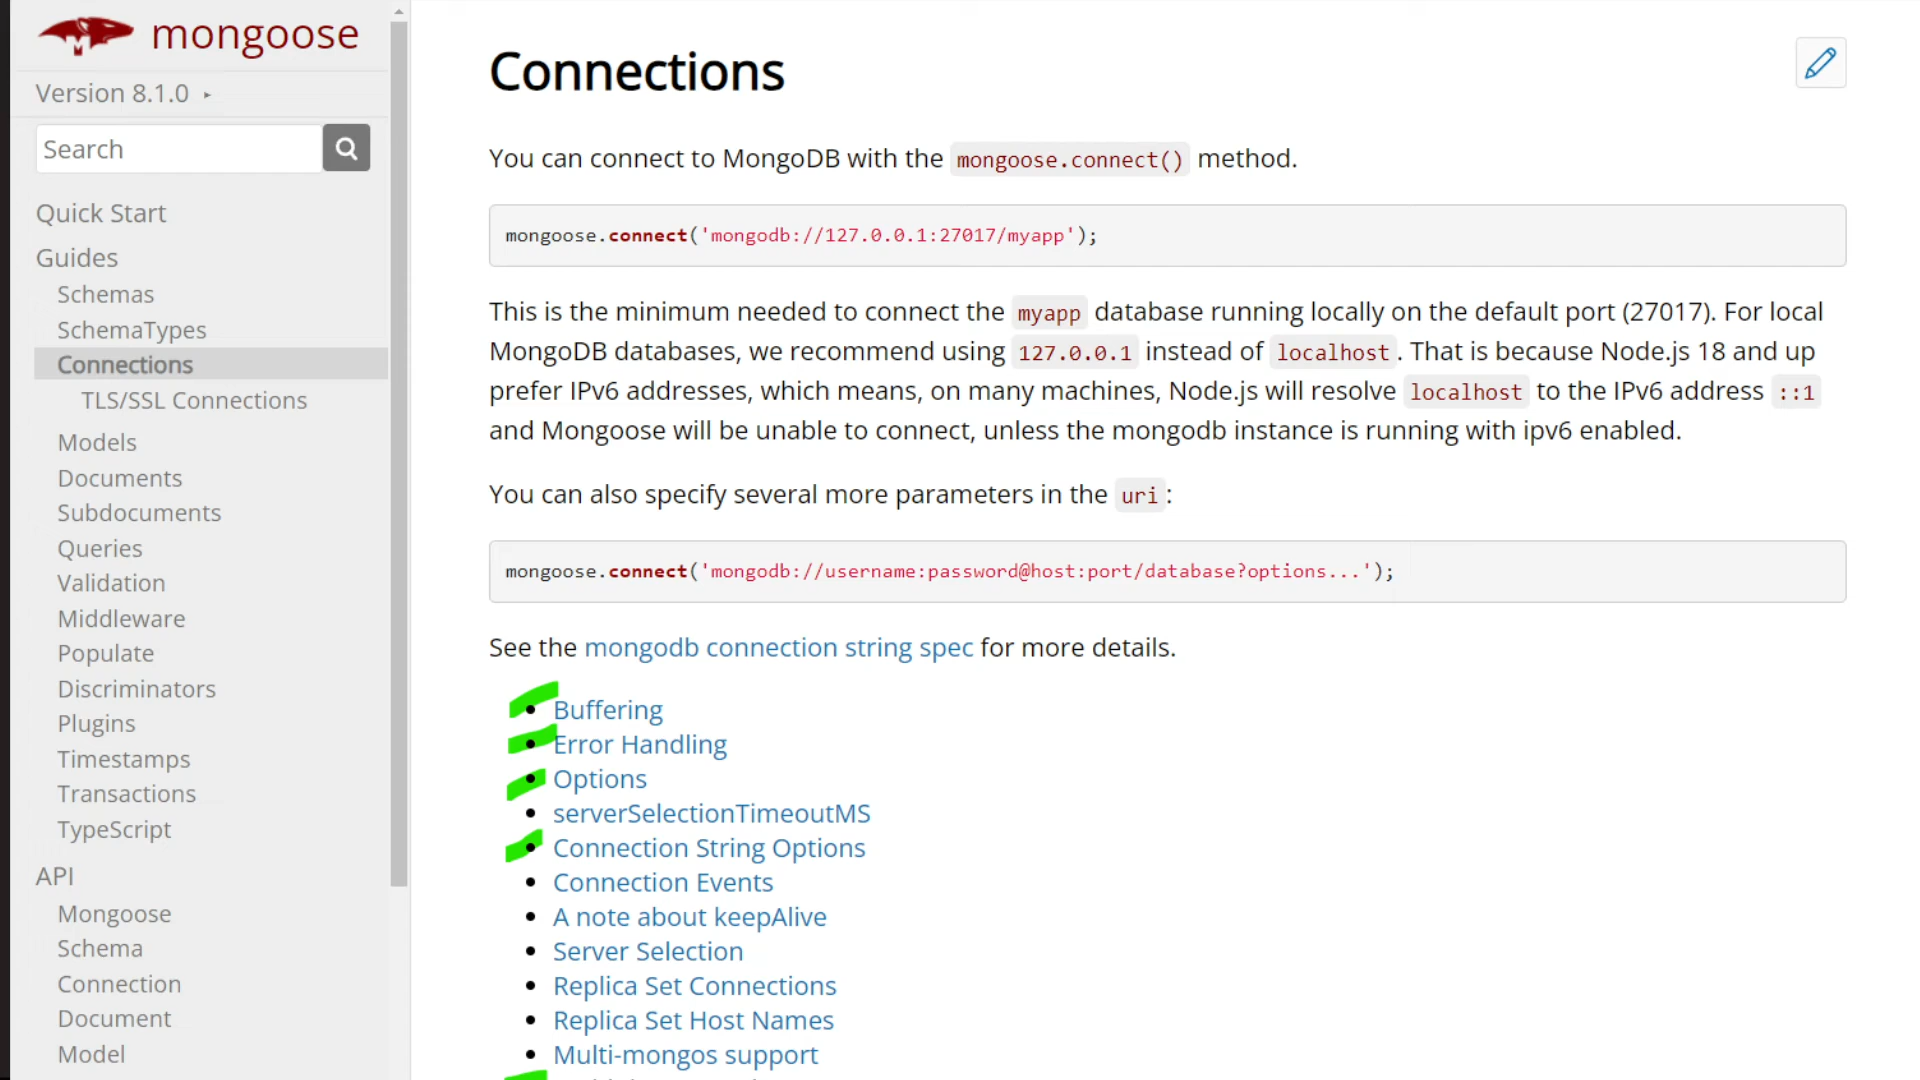 mongoose
Version 8.1.0 ▸
Search
Quick Start
Guides
Schemas
SchemaTypes
Connections
TLS/SSL Connections
Models
Documents
Subdocuments
Queries
Validation
Middleware
Populate
Discriminators
Plugins
Timestamps
Transactions
TypeScript
API
Mongoose
Schema
Connection
Document
Model
Connections
You can connect to MongoDB with the mongoose.connect() method.
mongoose.connect('mongodb://127.0.0.1:27017/myapp');
This is the minimum needed to connect the myapp database running locally on the default port (27017). For local
MongoDB databases, we recommend using 127.0.0.1 instead of localhost. That is because Node.js 18 and up
prefer IPv6 addresses, which means, on many machines, Node.js will resolve localhost to the IPv6 address ::1
and Mongoose will be unable to connect, unless the mongodb instance is running with ipv6 enabled.
You can also specify several more parameters in the uri:
mongoose.connect('mongodb://username:password@host:port/database?options...');
See the mongodb connection string spec for more details.
• Buffering
• Error Handling
• Options
• serverSelectionTimeoutMS
• Connection String Options
• Connection Events
• A note about keepAlive
• Server Selection
• Replica Set Connections
• Replica Set Host Names
• Multi-mongos support